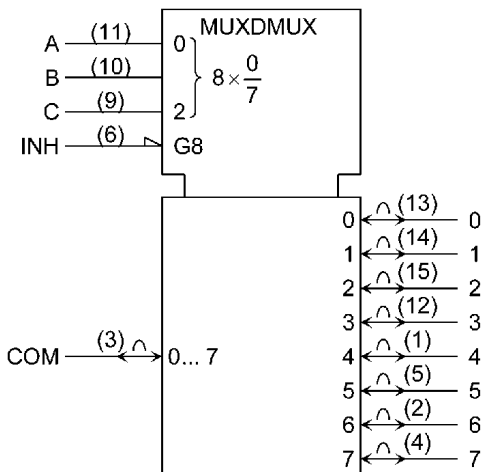 MUXDMUX
A (11) 0
B (10)
8 × 0/7
C (9) 2
INH (6) G8
0 (13) 0
1 (14) 1
2 (15) 2
3 (12) 3
COM (3) 0... 7 4 (1) 4
5 (5) 5
6 (2) 6
7 (4) 7